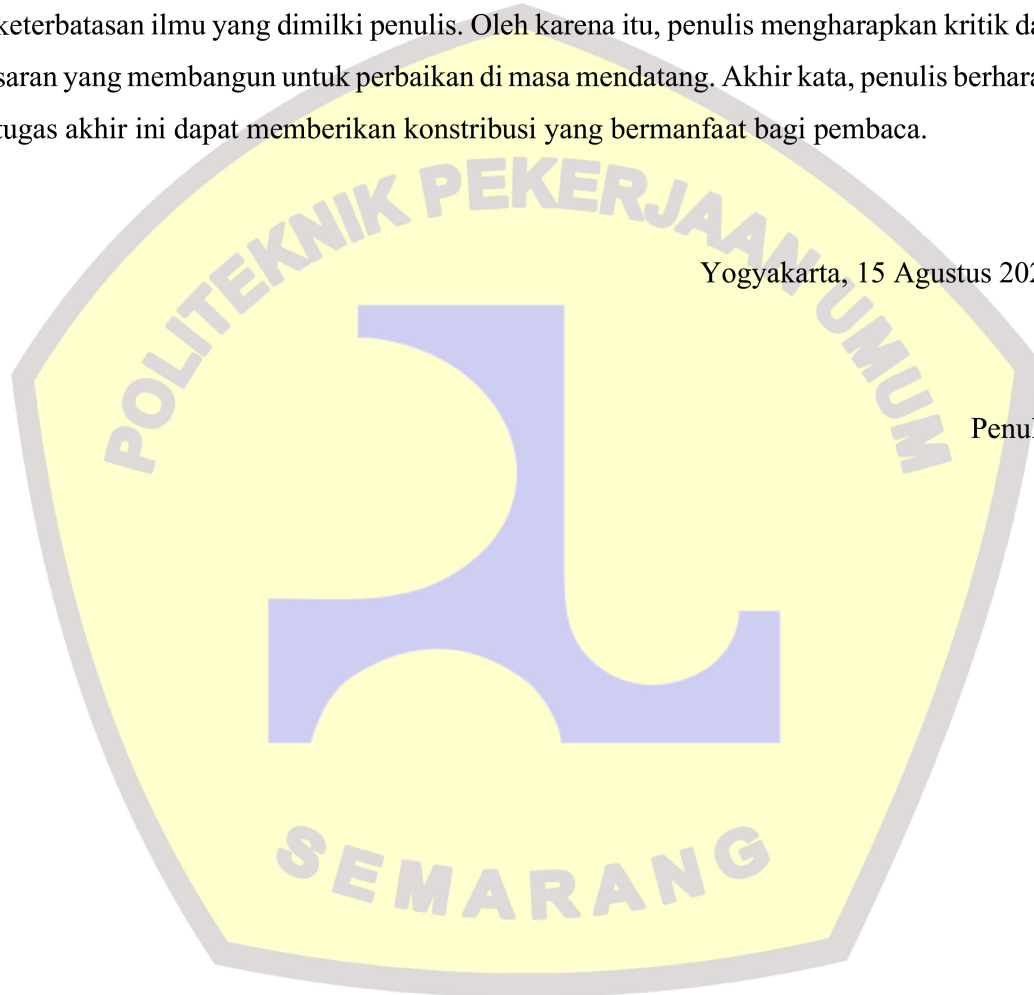 keterbatasan ilmu yang dimilki penulis. Oleh karena itu, penulis mengharapkan kritik da
saran yang membangun untuk perbaikan di masa mendatang. Akhir kata, penulis berhara
tugas akhir ini dapat memberikan konstribusi yang bermanfaat bagi pembaca.
POLITEKNIK PEKERJAAN UMUM
Yogyakarta, 15 Agustus 202
Penul
SEMARANG